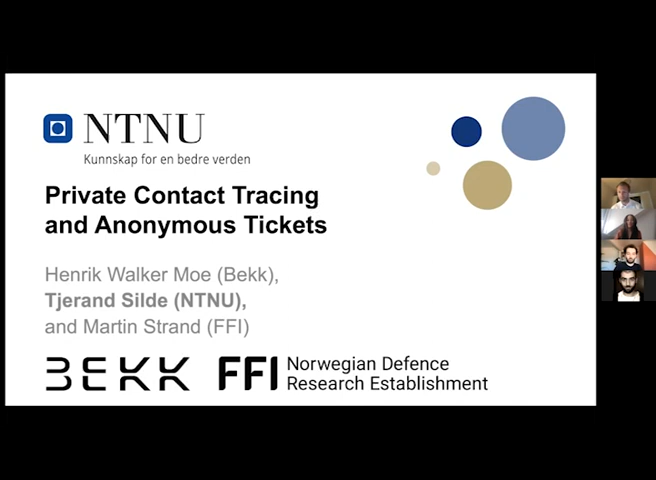 NTNU
Kunnskap for en bedre verden
Private Contact Tracing
and Anonymous Tickets
Henrik Walker Moe (Bekk),
Tjerand Silde (NTNU),
and Martin Strand (FFI)
BEKK
FFI Norwegian Defence
Research Establishment